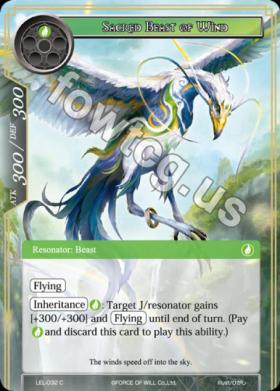 SACRED BEAST OF WIND
ATK 300/DEF 300
www.fowtcg.us
Resonator: Beast
Flying
Inheritance : Target J/resonator gains
[+300/+300] and Flying until end of turn. (Pay
and discard this card to play this ability.)
The winds speed off into the sky.
LEL-032 C
©FORCE OF WILL Co.,Ltd.